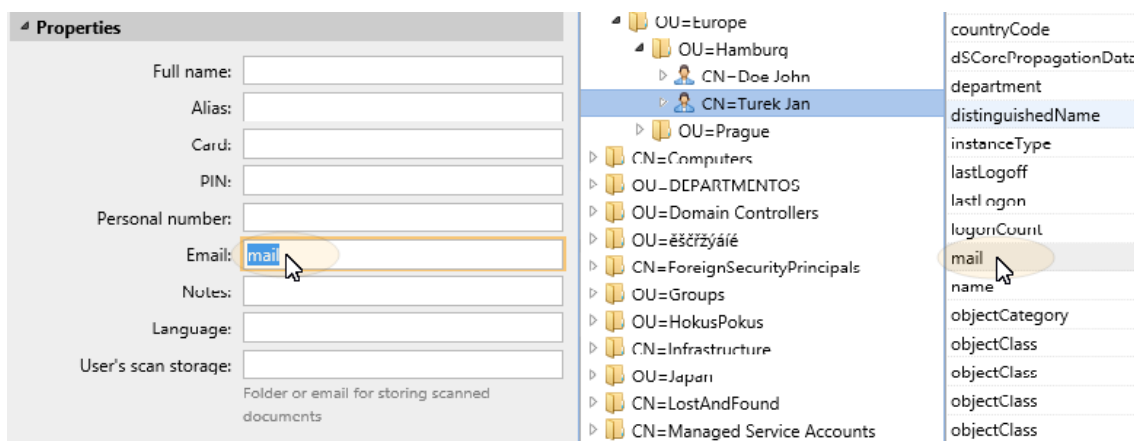 Properties
Full name:
Alias:
Card:
PIN:
Personal number:
Email: mail
Notes:
Language:
User's scan storage:
Folder or email for storing scanned
documents
OU=Europe
OU=Hamburg
CN=Doe John
CN=Turek Jan
OU=Prague
CN=Computers
OU=DEPARTMENTOS
OU=Domain Controllers
OU=ěščřžýáíé
CN=ForeignSecurityPrincipals
OU=Groups
OU=HokusPokus
CN=Infrastructure
OU=Japan
CN=LostAndFound
CN=Managed Service Accounts
countryCode
dSCorePropagationData
department
distinguishedName
instanceType
lastLogoff
lastLogon
logonCount
mail
name
objectCategory
objectClass
objectClass
objectClass
objectClass